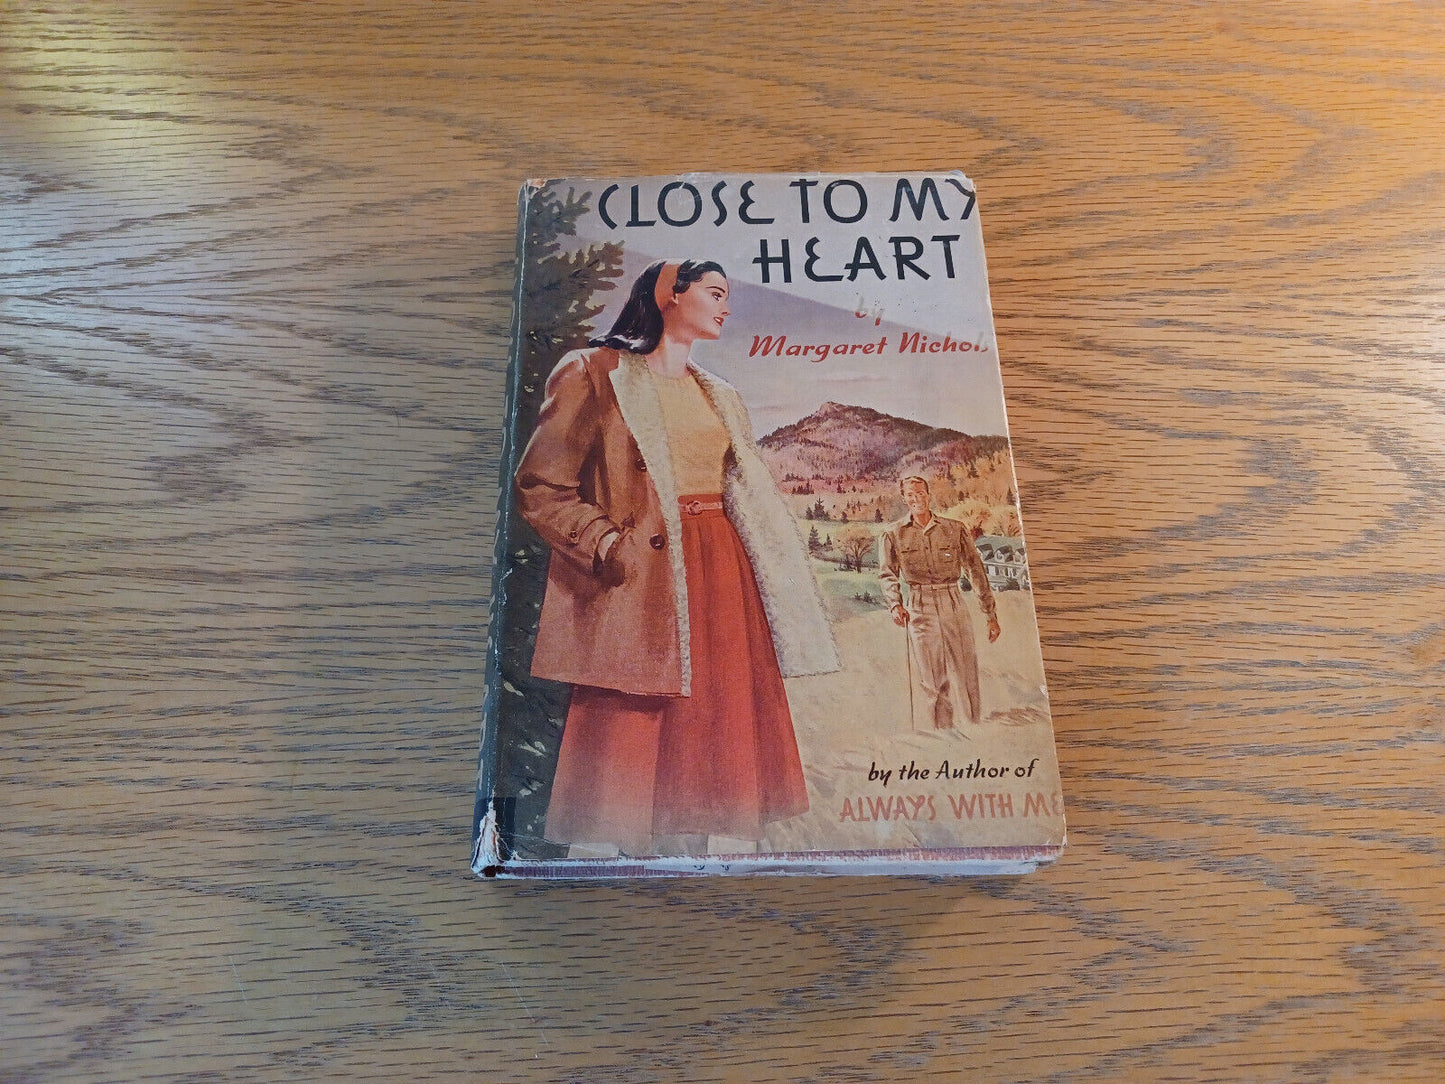 CLOSE TO MY
HEART
by
Margaret Nichols
by the Author of
ALWAYS WITH ME